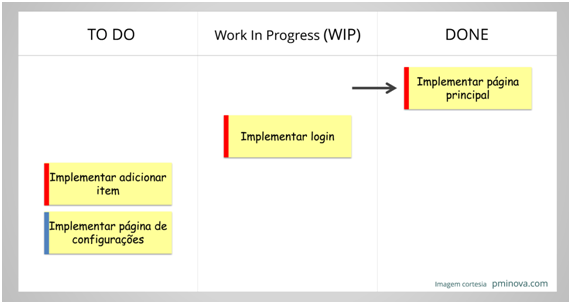 TO DO
Work In Progress (WIP)
DONE
Implementar página
principal
Implementar login
Implementar adicionar
item
Implementar página de
configurações
Imagem cortesia pminova.com